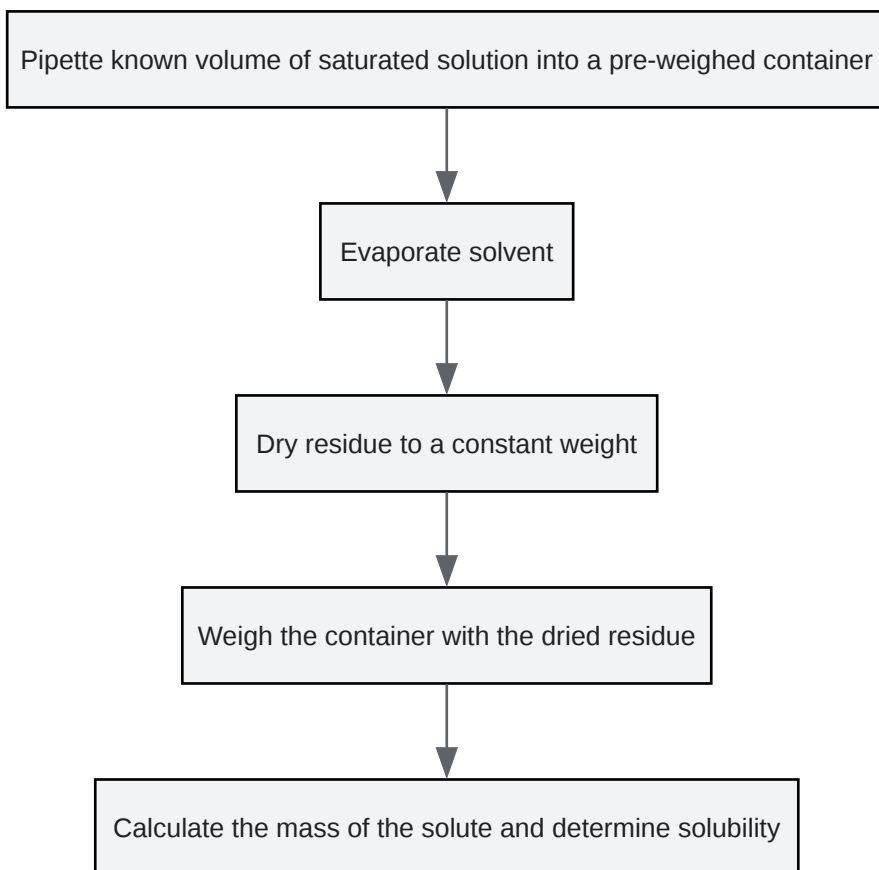 Pipette known volume of saturated solution into a pre-weighed container
Evaporate solvent
Dry residue to a constant weight
Weigh the container with the dried residue
Calculate the mass of the solute and determine solubility